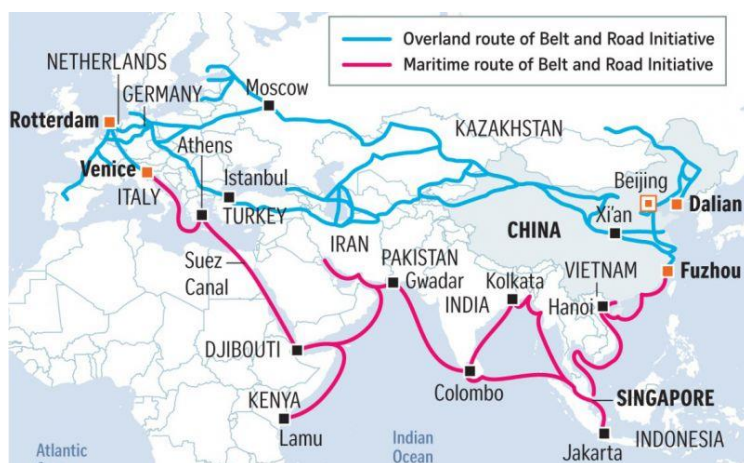 Overland route of Belt and Road Initiative
Maritime route of Belt and Road Initiative
NETHERLANDS
GERMANY
Moscow
Rotterdam
Athens
KAZAKHSTAN
Venice
Istanbul
Beijing
ITALY
TURKEY
Dalian
Xi'an
CHINA
IRAN
Suez
Canal
PAKISTAN
Gwadar
Kolkata
VIETNAM
Fuzhou
INDIA
Hanoi
DJIBOUTI
KENYA
Colombo
SINGAPORE
Lamu
Jakarta
INDONESIA
Atlantic
Indian
Ocean